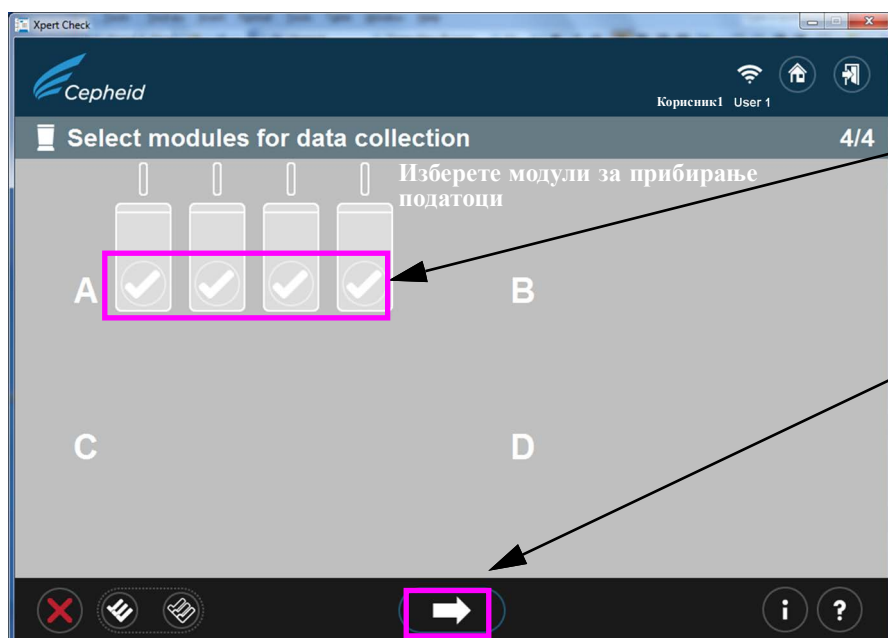 Xpert Check
Cepheid
Корисник1 User 1
Select modules for data collection 4/4
Изберете модули за прибирање
податоци
A B
C D
i ?